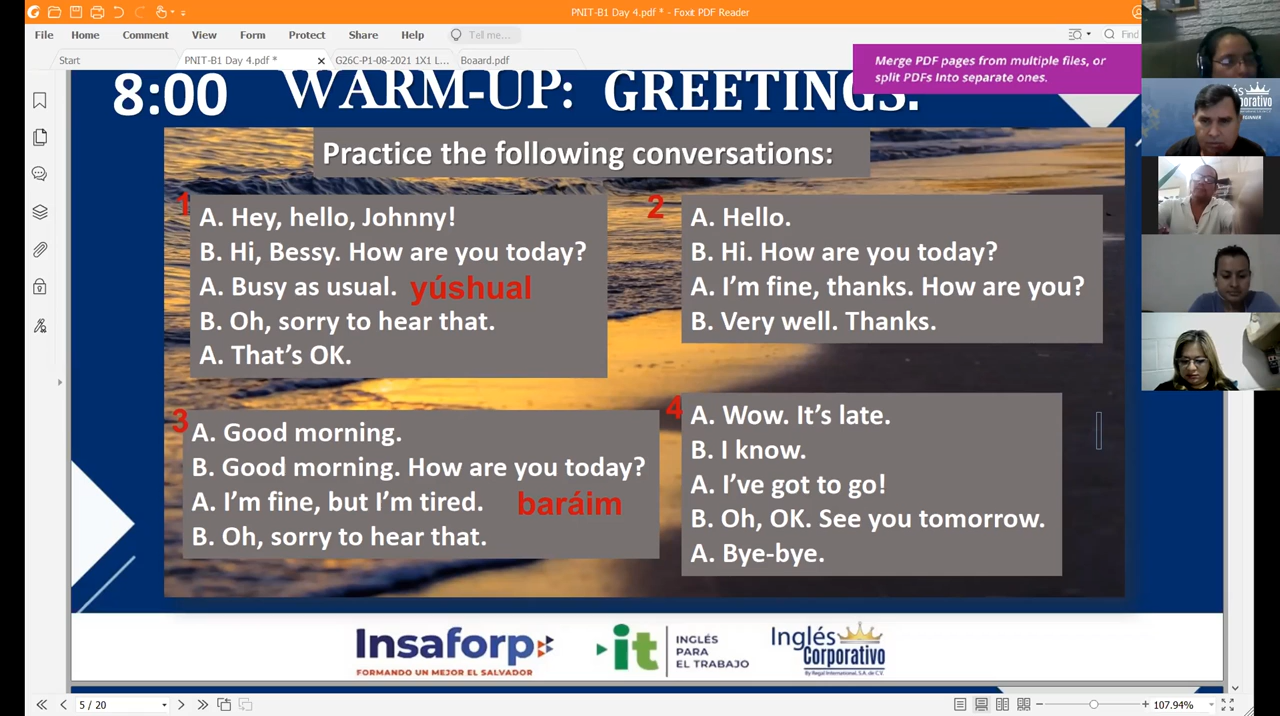 PNIT-B1 Day 4.pdf * - Foxit PDF Reader
File Home Comment View Form Protect Share Help Tell me... Find
Start PNIT-B1 Day 4.pdf * G26C-P1-08-2021 1X1 L... Boaard.pdf
Merge PDF pages from multiple files, or
split PDFs into separate ones.
8:00 WARM-UP: GREETINGS.
Practice the following conversations:
1
A. Hey, hello, Johnny!
B. Hi, Bessy. How are you today?
A. Busy as usual. yúshual
B. Oh, sorry to hear that.
A. That's OK.
2
A. Hello.
B. Hi. How are you today?
A. I'm fine, thanks. How are you?
B. Very well. Thanks.
3
A. Good morning.
B. Good morning. How are you today?
A. I'm fine, but I'm tired. baráim
B. Oh, sorry to hear that.
4
A. Wow. It's late.
B. I know.
A. I've got to go!
B. Oh, OK. See you tomorrow.
A. Bye-bye.
Insaforp
FORMANDO UN MEJOR EL SALVADOR
it
INGLÉS
PARA
EL TRABAJO
Inglés
Corporativo
By Regal International, S.A. de C.V.
5 / 20
107.94%